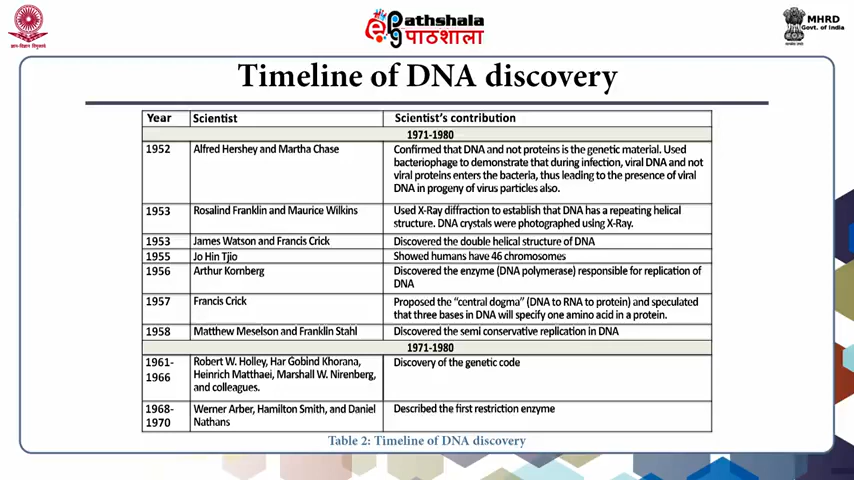 Pathshala
पाठशाला
MHRD
Govt. of India
Timeline of DNA discovery
Year Scientist Scientist's contribution
1971-1980
1952 Alfred Hershey and Martha Chase Confirmed that DNA and not proteins is the genetic material. Used
bacteriophage to demonstrate that during infection, viral DNA and not
viral proteins enters the bacteria, thus leading to the presence of viral
DNA in progeny of virus particles also.
1953 Rosalind Franklin and Maurice Wilkins Used X-Ray diffraction to establish that DNA has a repeating helical
structure. DNA crystals were photographed using X-Ray.
1953 James Watson and Francis Crick Discovered the double helical structure of DNA
1955 Jo Hin Tjio Showed humans have 46 chromosomes
1956 Arthur Kornberg Discovered the enzyme (DNA polymerase) responsible for replication of
DNA
1957 Francis Crick Proposed the "central dogma" (DNA to RNA to protein) and speculated
that three bases in DNA will specify one amino acid in a protein.
1958 Matthew Meselson and Franklin Stahl Discovered the semi conservative replication in DNA
1971-1980
1961- Robert W. Holley, Har Gobind Khorana, Discovery of the genetic code
1966 Heinrich Matthaei, Marshall W. Nirenberg,
and colleagues.
1968- Werner Arber, Hamilton Smith, and Daniel Described the first restriction enzyme
1970 Nathans
Table 2: Timeline of DNA discovery